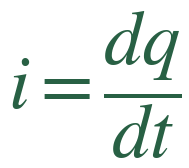 i = dq/dt